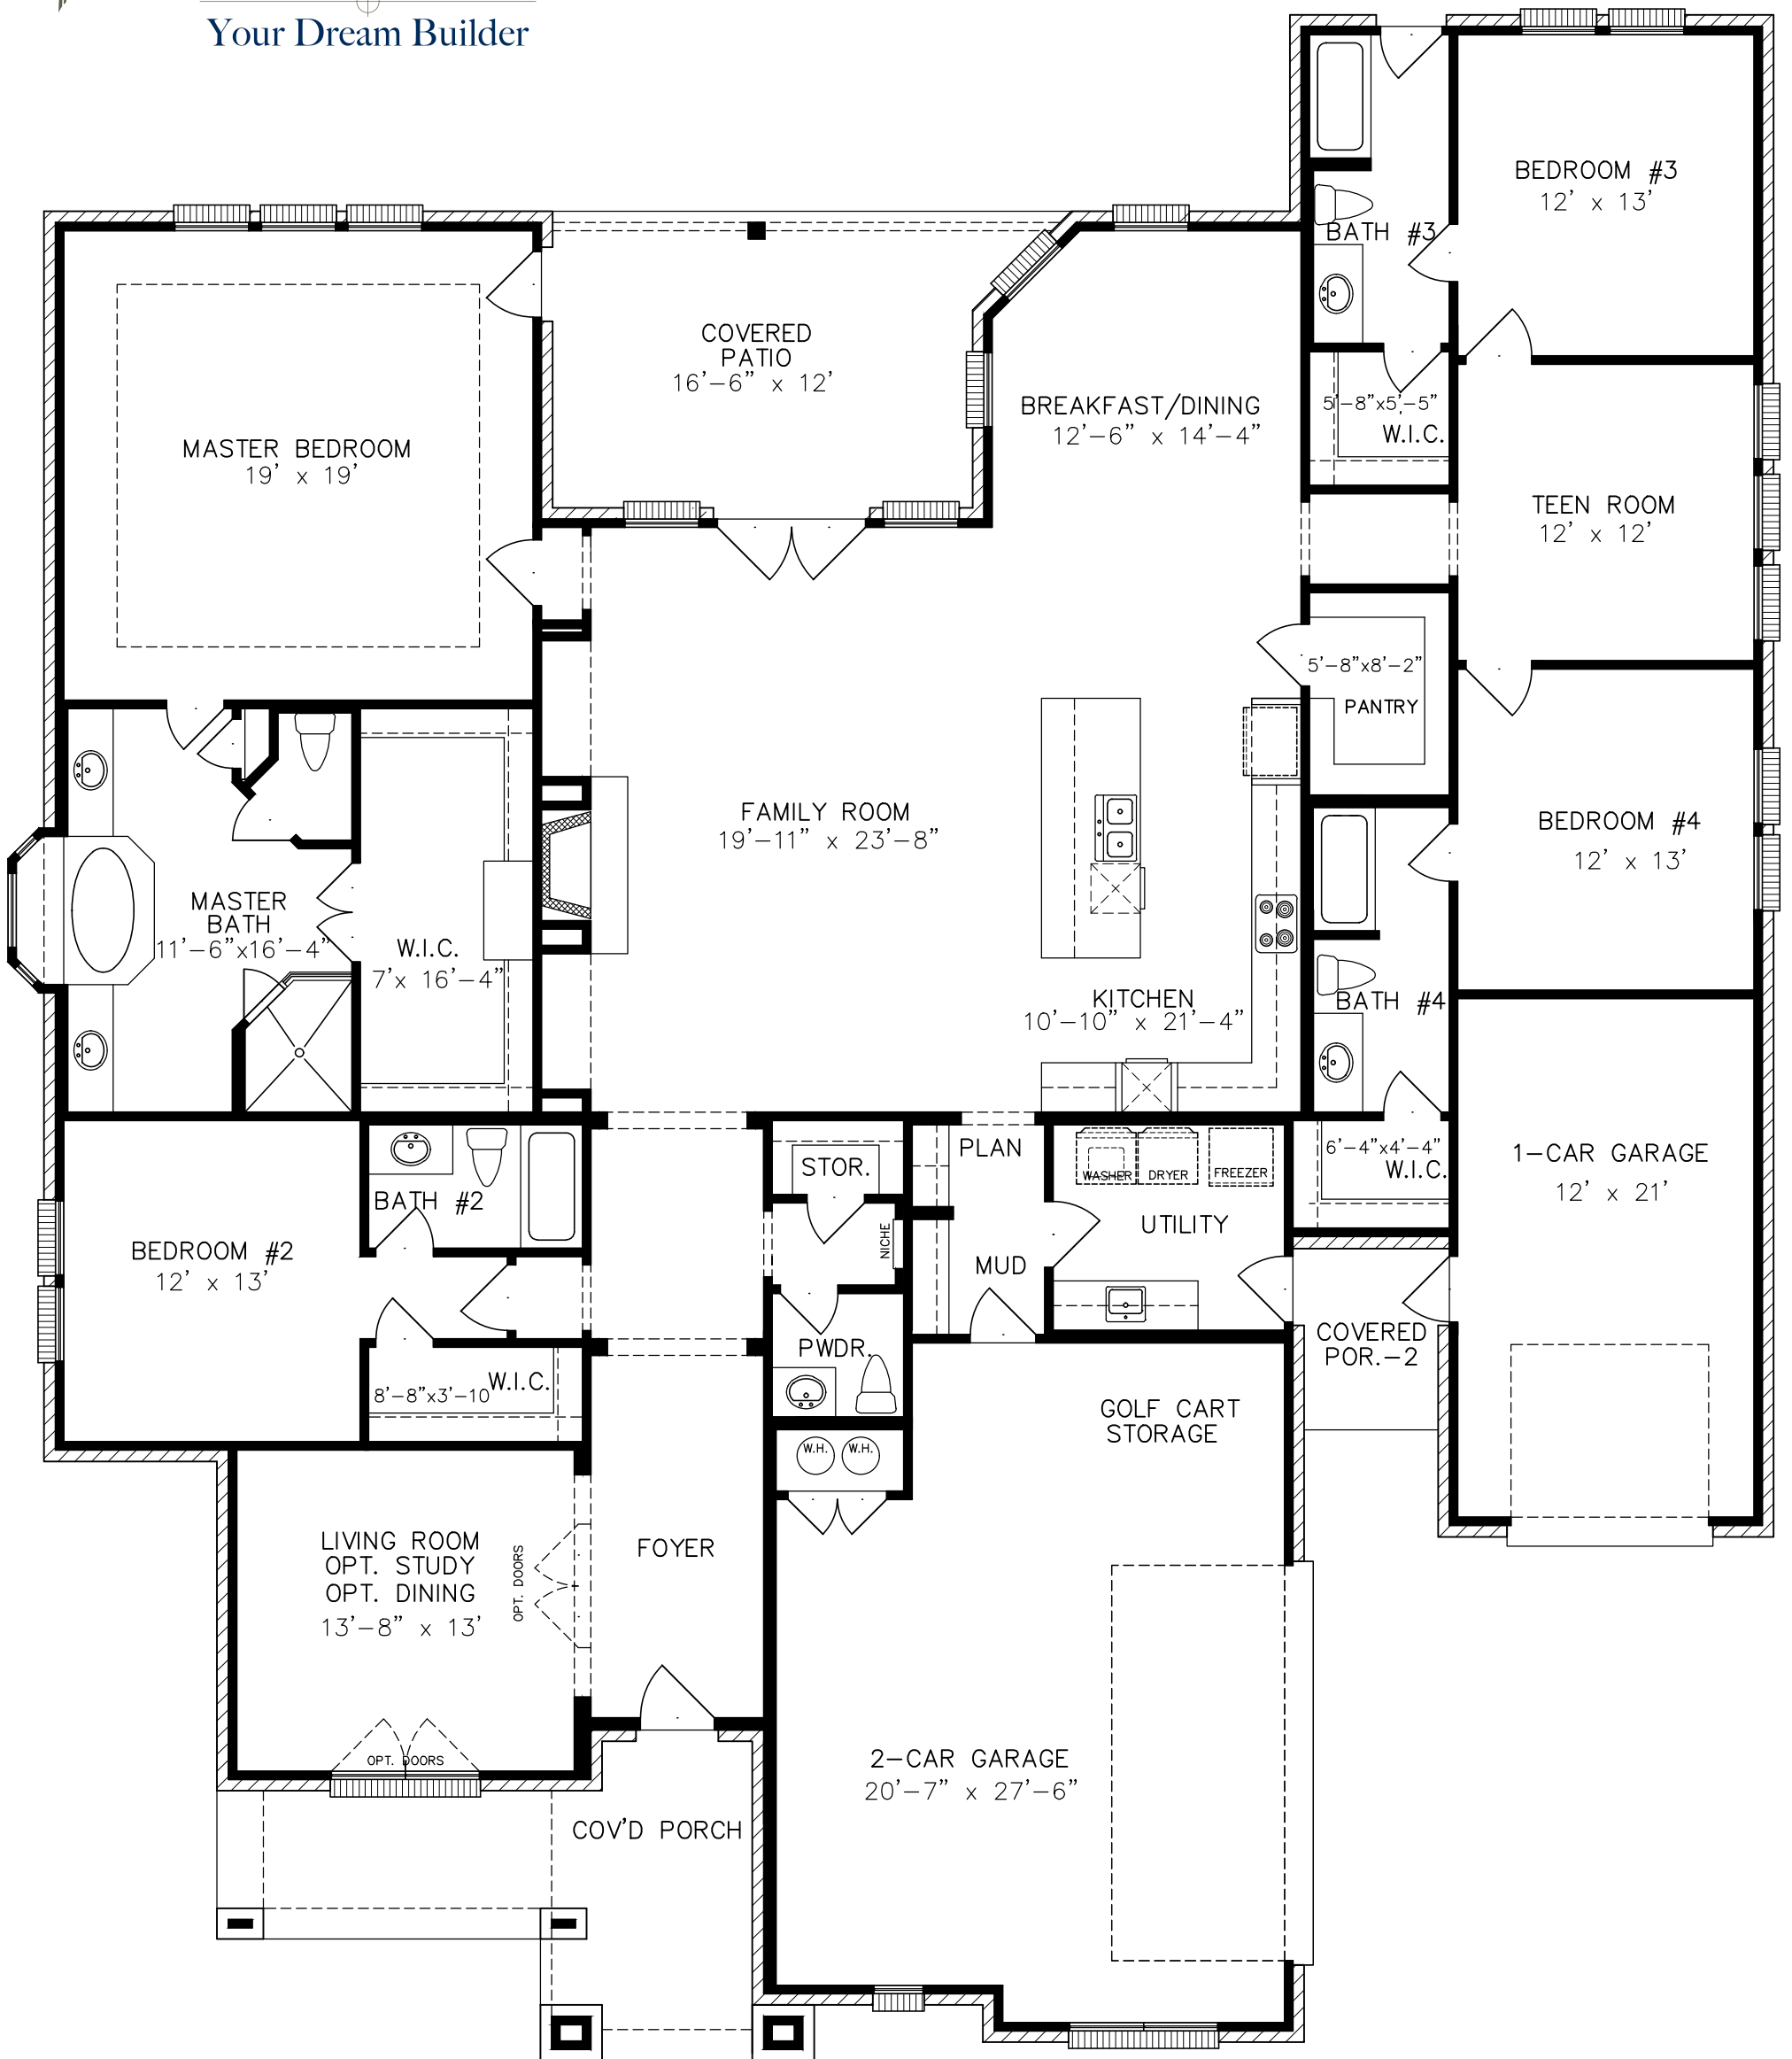 Your Dream Builder
BEDROOM #3
12' x 13'
BATH #3
COVERED
PATIO
16'-6" x 12'
5'-8"x5'-5"
W.I.C.
BREAKFAST/DINING
12'-6" x 14'-4"
MASTER BEDROOM
19' x 19'
TEEN ROOM
12' x 12'
5'-8"x8'-2"
PANTRY
FAMILY ROOM
19'-11" x 23'-8"
BEDROOM #4
12' x 13'
MASTER
BATH
11'-6"x16'-4"
W.I.C.
7'x 16'-4"
KITCHEN
10'-10" x 21'-4"
BATH #4
PLAN
STOR.
WASHER
DRYER
FREEZER
6'-4"x4'-4"
W.I.C.
1-CAR GARAGE
12' x 21'
BATH #2
BEDROOM #2
12' x 13'
NICHE
UTILITY
MUD
PWDR.
COVERED
POR.-2
W.I.C.
8'-8"x3'-10
GOLF CART
STORAGE
W.H.
W.H.
LIVING ROOM
OPT. STUDY
OPT. DINING
13'-8" x 13'
OPT. DOORS
FOYER
OPT. DOORS
2-CAR GARAGE
20'-7" x 27'-6"
COV'D PORCH